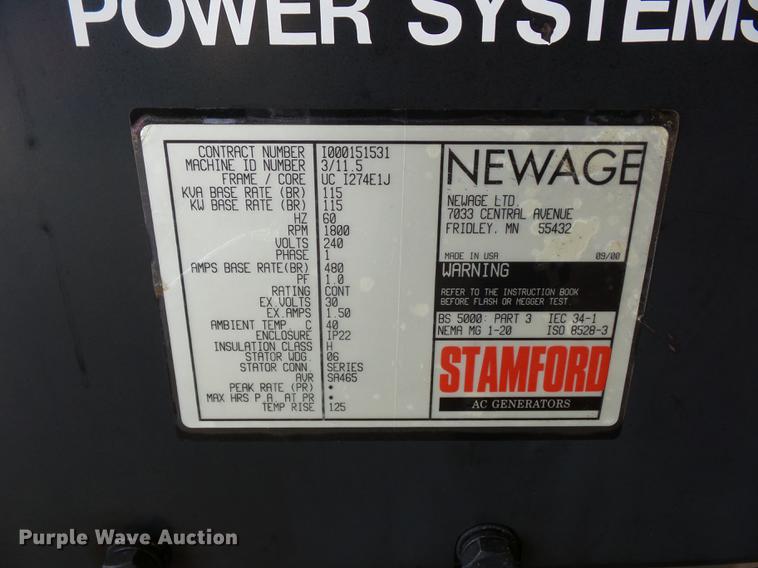 POWER SYSTEMS
CONTRACT NUMBER I000151531
MACHINE ID NUMBER 3/11.5
FRAME / CORE UC I274E1J
KVA BASE RATE (BR) 115
KW BASE RATE (BR) 115
HZ 60
RPM 1800
VOLTS 240
PHASE 1
AMPS BASE RATE(BR) 480
PF 1.0
RATING CONT
EX.VOLTS 30
EX.AMPS 1.50
AMBIENT TEMP. C 40
ENCLOSURE IP22
INSULATION CLASS H
STATOR WDG. 06
STATOR CONN. SERIES
AVR SA465
PEAK RATE (PR) *
MAX HRS P.A. AT PR *
TEMP RISE 125
NEWAGE
NEWAGE LTD.
7033 CENTRAL AVENUE
FRIDLEY. MN 55432
MADE IN USA 09/00
WARNING
REFER TO THE INSTRUCTION BOOK
BEFORE FLASH OR MEGGER TEST.
BS 5000: PART 3 IEC 34-1
NEMA MG 1-20 ISO 8528-3
STAMFORD
AC GENERATORS
Purple Wave Auction